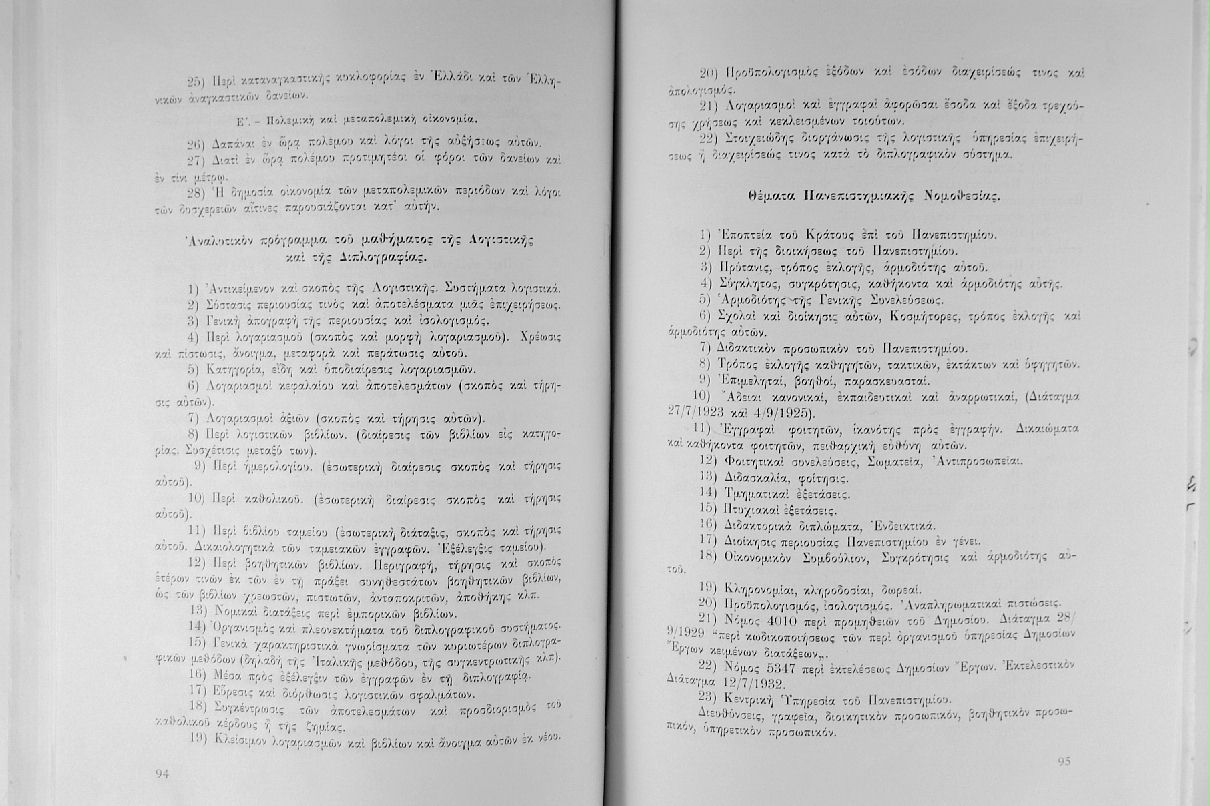 25) Περὶ καταναγκαστικῆς κυκλοφορίας ἐν Ἑλλάδι καὶ τῶν Ἑλλη-
νικῶν ἀναγκαστικῶν δανείων.
Ε΄. – Πολεμικὴ καὶ μεταπολεμικὴ οἰκονομία.
26) Δαπάναι ἐν ὥρᾳ πολέμου καὶ λόγοι τῆς αὐξήσεως αὐτῶν.
27) Διατὶ ἐν ὥρᾳ πολέμου προτιμητέοι οἱ φόροι τῶν δανείων καὶ
ἐν τίνι μέτρῳ.
28) Ἡ δημοσία οἰκονομία τῶν μεταπολεμικῶν περιόδων καὶ λόγοι
τῶν δυσχερειῶν αἵτινες παρουσιάζονται κατ᾽ αὐτήν.
Ἀναλυτικὸν πρόγραμμα τοῦ μαθήματος τῆς Λογιστικῆς
καὶ τῆς Διπλογραφίας.
1) Ἀντικείμενον καὶ σκοπὸς τῆς Λογιστικῆς. Συστήματα λογιστικά.
2) Σύστασις περιουσίας τινὸς καὶ ἀποτελέσματα μιᾶς ἐπιχειρήσεως.
3) Γενικὴ ἀπογραφὴ τῆς περιουσίας καὶ ἰσολογισμός.
4) Περὶ λογαριασμοῦ (σκοπὸς καὶ μορφὴ λογαριασμοῦ). Χρέωσις
καὶ πίστωσις, ἄνοιγμα, μεταφορὰ καὶ περάτωσις αὐτοῦ.
5) Κατηγορία, εἴδη καὶ ὑποδιαίρεσις λογαριασμῶν.
6) Λογαριασμοὶ κεφαλαίου καὶ ἀποτελεσμάτων (σκοπὸς καὶ τήρη-
σις αὐτῶν).
7) Λογαριασμοὶ ἀξιῶν (σκοπὸς καὶ τήρησις αὐτῶν).
8) Περὶ λογιστικῶν βιβλίων. (διαίρεσις τῶν βιβλίων εἰς κατηγο-
ρίας. Συσχέτισις μεταξύ των).
9) Περὶ ἡμερολογίου. (ἐσωτερικὴ διαίρεσις σκοπὸς καὶ τήρησις
αὐτοῦ).
10) Περὶ καθολικοῦ. (ἐσωτερικὴ διαίρεσις σκοπὸς καὶ τήρησις
αὐτοῦ).
11) Περὶ βιβλίου ταμείου (ἐσωτερικὴ διάταξις, σκοπὸς καὶ τήρησις
αὐτοῦ. Δικαιολογητικὰ τῶν ταμειακῶν ἐγγραφῶν. Ἐξέλεγξις ταμείου).
12) Περὶ βοηθητικῶν βιβλίων. Περιγραφή, τήρησις καὶ σκοπὸς
ἑτέρων τινῶν ἐκ τῶν ἐν τῇ πράξει συνηθεστάτων βοηθητικῶν βιβλίων,
ὡς τῶν βιβλίων χρεωστῶν, πιστωτῶν, ἀνταποκριτῶν, ἀποθήκης κλπ.
13) Νομικαὶ διατάξεις περὶ ἐμπορικῶν βιβλίων.
14) Ὀργανισμὸς καὶ πλεονεκτήματα τοῦ διπλογραφικοῦ συστήματος.
15) Γενικὰ χαρακτηριστικὰ γνωρίσματα τῶν κυριωτέρων διπλογρα-
φικῶν μεθόδων (δηλαδὴ τῆς Ἰταλικῆς μεθόδου, τῆς συγκεντρωτικῆς κλπ).
16) Μέσα πρὸς ἐξέλεγξιν τῶν ἐγγραφῶν ἐν τῇ διπλογραφίᾳ.
17) Εὕρεσις καὶ διόρθωσις λογιστικῶν σφαλμάτων.
18) Συγκέντρωσις τῶν ἀποτελεσμάτων καὶ προσδιορισμὸς τοῦ
καθολικοῦ κέρδους ἢ τῆς ζημίας.
19) Κλείσιμον λογαριασμῶν καὶ βιβλίων καὶ ἄνοιγμα αὐτῶν ἐκ νέου.
94
20) Προϋπολογισμὸς ἐξόδων καὶ ἐσόδων διαχειρίσεώς τινος καὶ
ἀπολογισμός.
21) Λογαριασμοὶ καὶ ἐγγραφαὶ ἀφορῶσαι ἔσοδα καὶ ἔξοδα τρεχού-
σης χρήσεως καὶ κεκλεισμένων τοιούτων.
22) Στοιχειώδης διοργάνωσις τῆς λογιστικῆς ὑπηρεσίας ἐπιχειρή-
σεως ἢ διαχειρίσεώς τινος κατὰ τὸ διπλογραφικὸν σύστημα.
Θέματα Πανεπιστημιακῆς Νομοθεσίας.
1) Ἐποπτεία τοῦ Κράτους ἐπὶ τοῦ Πανεπιστημίου.
2) Περὶ τῆς διοικήσεως τοῦ Πανεπιστημίου.
3) Πρύτανις, τρόπος ἐκλογῆς, ἁρμοδιότης αὐτοῦ.
4) Σύγκλητος, συγκρότησις, καθήκοντα καὶ ἁρμοδιότης αὐτῆς.
5) Ἁρμοδιότης τῆς Γενικῆς Συνελεύσεως.
6) Σχολαὶ καὶ διοίκησις αὐτῶν, Κοσμήτορες, τρόπος ἐκλογῆς καὶ
ἁρμοδιότης αὐτῶν.
7) Διδακτικὸν προσωπικὸν τοῦ Πανεπιστημίου.
8) Τρόπος ἐκλογῆς καθηγητῶν, τακτικῶν, ἐκτάκτων καὶ ὑφηγητῶν.
9) Ἐπιμεληταί, βοηθοί, παρασκευασταί.
10) Ἄδειαι κανονικαί, ἐκπαιδευτικαὶ καὶ ἀναρρωτικαί, (Διάταγμα
27/7/1923 καὶ 4/9/1925).
11) Ἐγγραφαὶ φοιτητῶν, ἱκανότης πρὸς ἐγγραφήν. Δικαιώματα
καὶ καθήκοντα φοιτητῶν, πειθαρχικὴ εὐθύνη αὐτῶν.
12) Φοιτητικαὶ συνελεύσεις, Σωματεῖα, Ἀντιπροσωπεῖαι.
13) Διδασκαλία, φοίτησις.
14) Τμηματικαὶ ἐξετάσεις.
15) Πτυχιακαὶ ἐξετάσεις.
16) Διδακτορικὰ διπλώματα, Ἐνδεικτικά.
17) Διοίκησις περιουσίας Πανεπιστημίου ἐν γένει.
18) Οἰκονομικὸν Συμβούλιον, Συγκρότησις καὶ ἁρμοδιότης αὐ-
τοῦ.
19) Κληρονομίαι, κληροδοσίαι, δωρεαί.
20) Προϋπολογισμός, ἰσολογισμός. Ἀναπληρωματικαὶ πιστώσεις.
21) Νόμος 4010 περὶ προμηθειῶν τοῦ Δημοσίου. Διάταγμα 28/
9/1929 "περὶ κωδικοποιήσεως τῶν περὶ ὀργανισμοῦ ὑπηρεσίας Δημοσίων
Ἔργων κειμένων διατάξεων„.
22) Νόμος 5347 περὶ ἐκτελέσεως Δημοσίων Ἔργων. Ἐκτελεστικὸν
Διάταγμα 12/7/1932.
23) Κεντρικὴ Ὑπηρεσία τοῦ Πανεπιστημίου.
Διευθύνσεις, γραφεῖα, διοικητικὸν προσωπικόν, βοηθητικὸν προσω-
πικόν, ὑπηρετικὸν προσωπικόν.
95